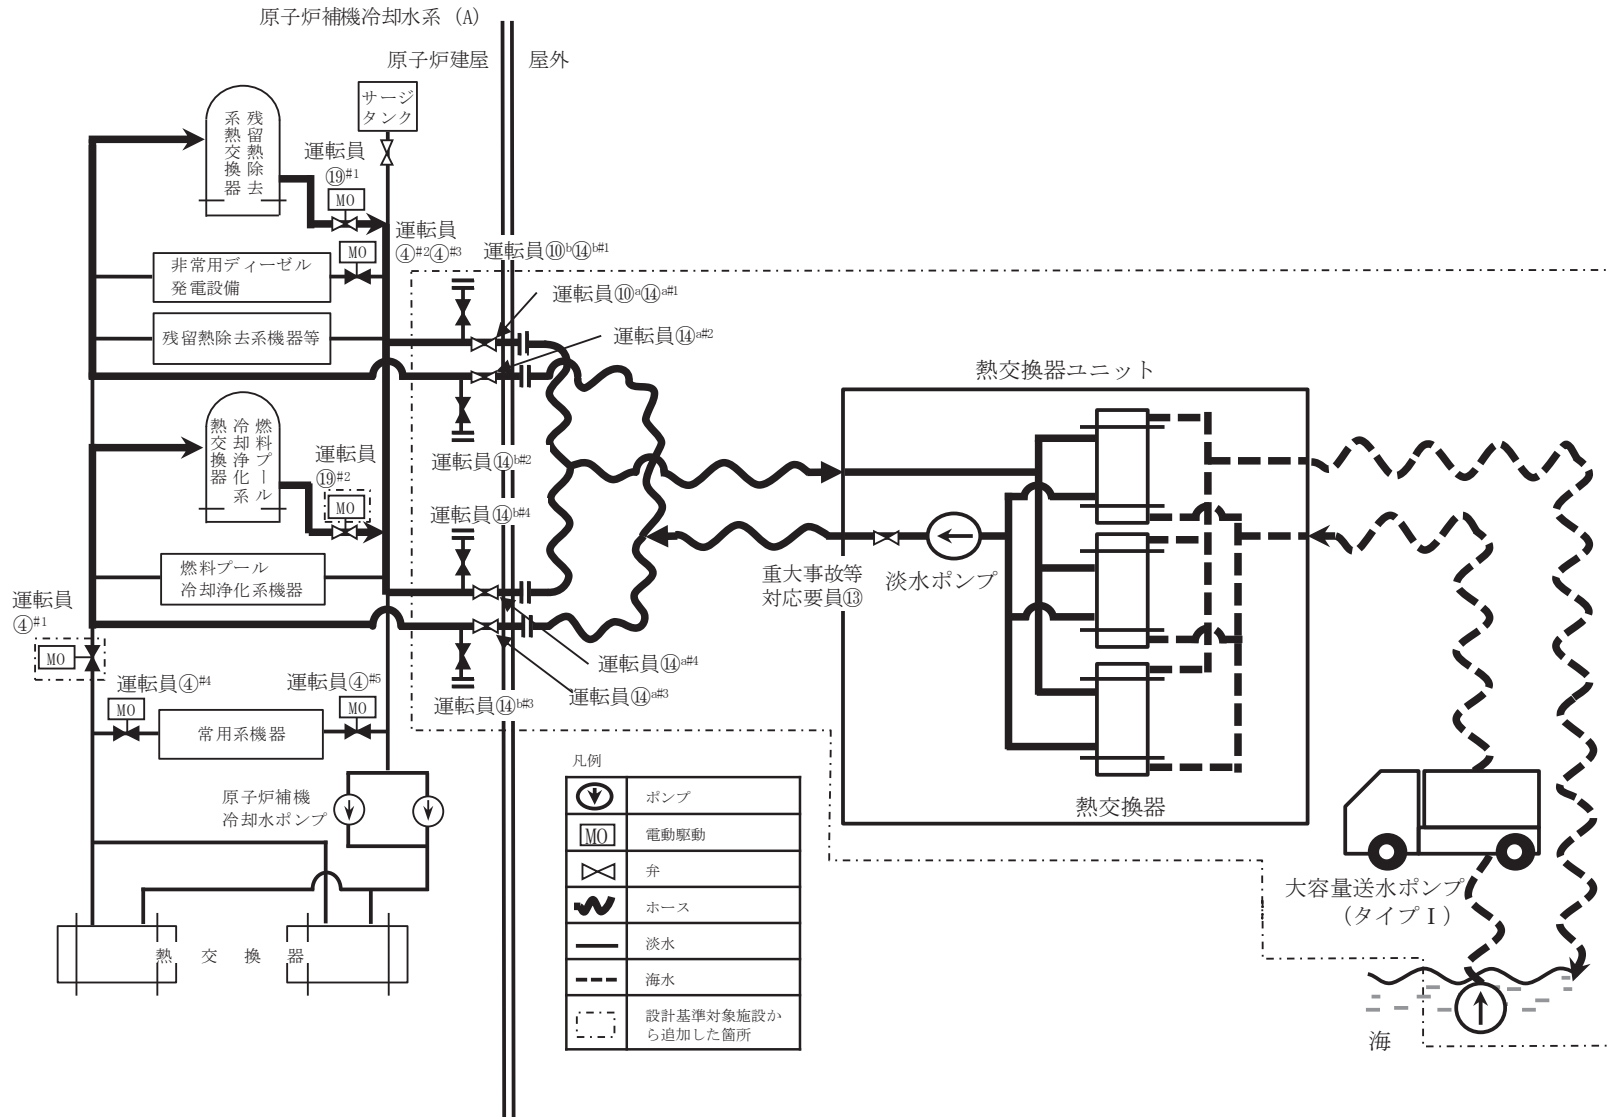 原子炉補機冷却水系（A）
原子炉建屋
屋外
サージ
タンク
残留熱除去
系熱交換器
運転員
⑲#1
MO
運転員
④#2④#3
運転員⑩b⑭b#1
MO
非常用ディーゼル
発電設備
運転員⑩a⑭a#1
残留熱除去系機器等
運転員⑭a#2
熱交換器ユニット
燃料プール
冷却浄化系
熱交換器
運転員
⑲#2
MO
運転員⑭b#2
運転員⑭b#4
燃料プール
冷却浄化系機器
重大事故等
対応要員⑬
淡水ポンプ
運転員
④#1
MO
運転員⑭a#4
運転員④#4
MO
運転員④#5
MO
運転員⑭a#3
運転員⑭b#3
常用系機器
原子炉補機
冷却水ポンプ
熱交換器
熱交換器
大容量送水ポンプ
（タイプⅠ）
海
凡例
ポンプ
MO
電動駆動
弁
ホース
淡水
海水
設計基準対象施設か
ら追加した箇所